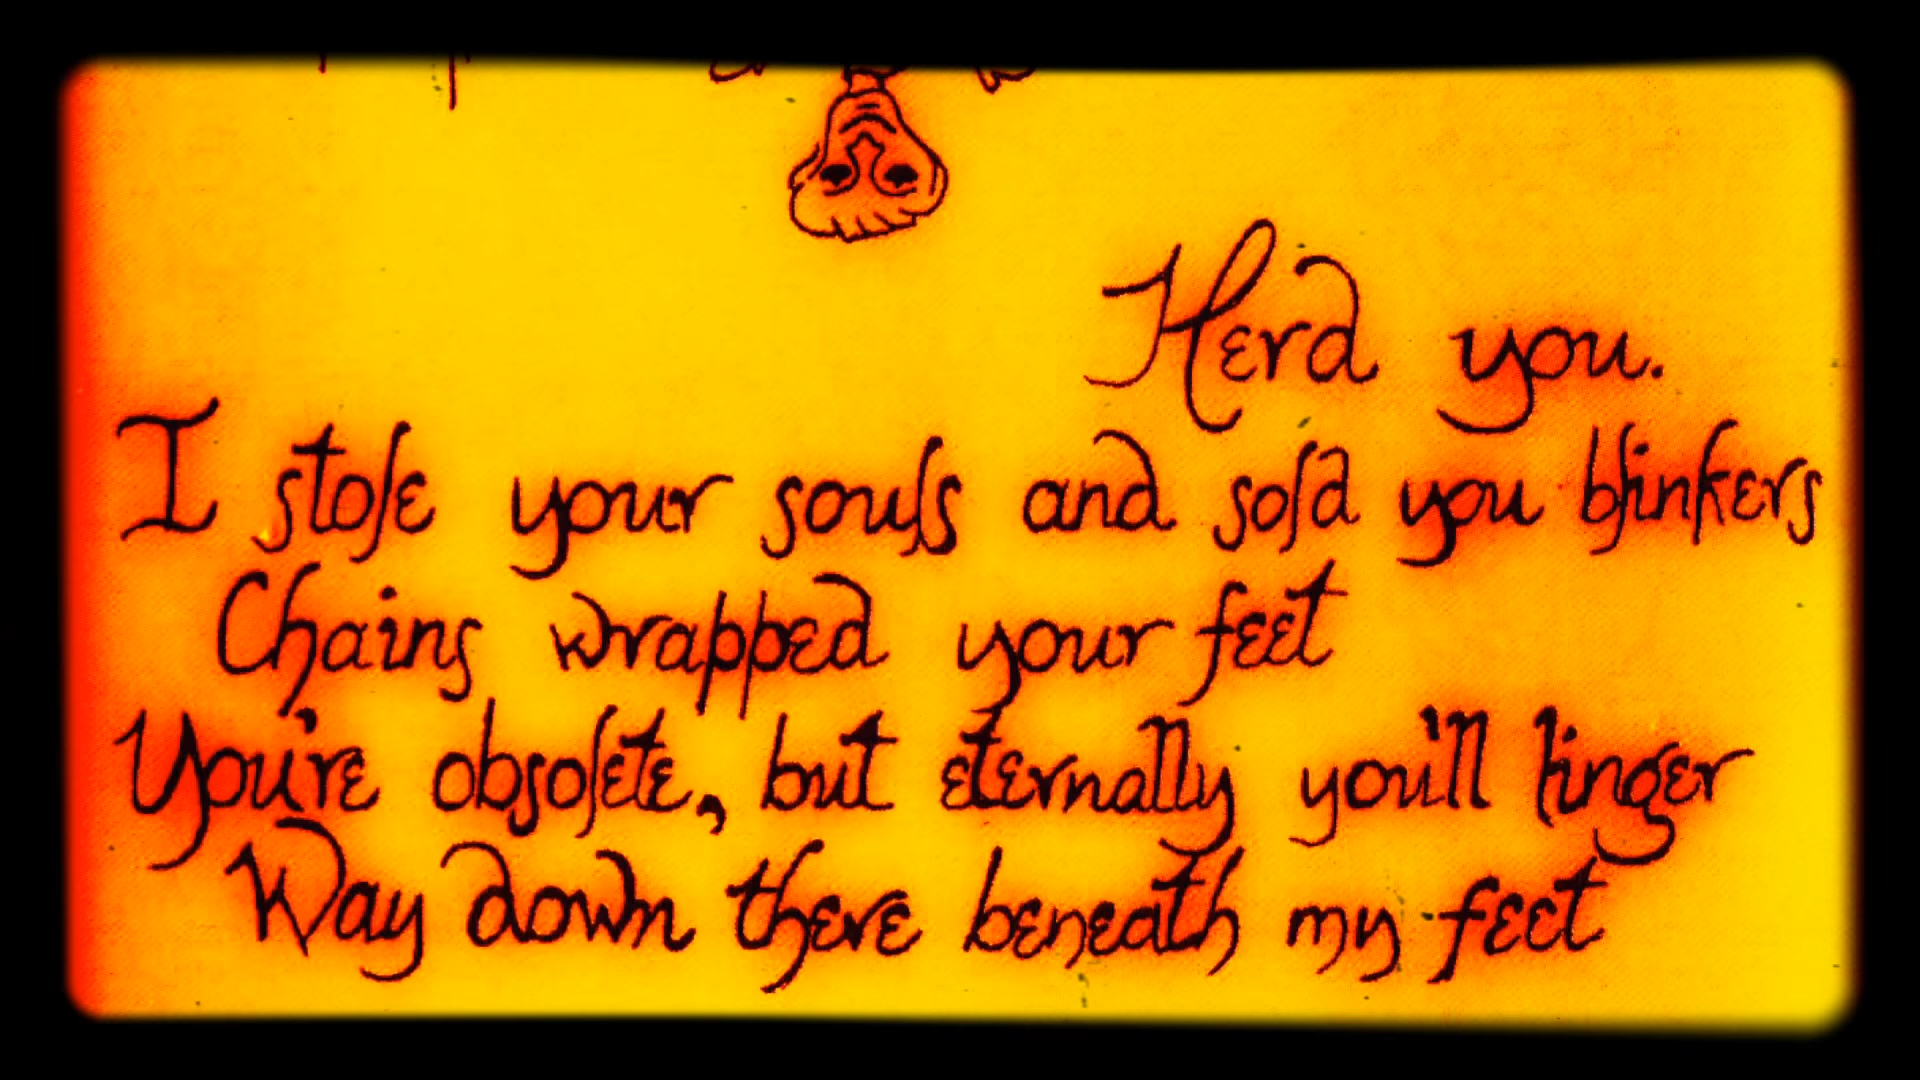 Herd you.
I stole your souls and sold you blinkers
Chains wrapped your feet
You're obsolete, but eternally you'll linger
Way down there beneath my feet